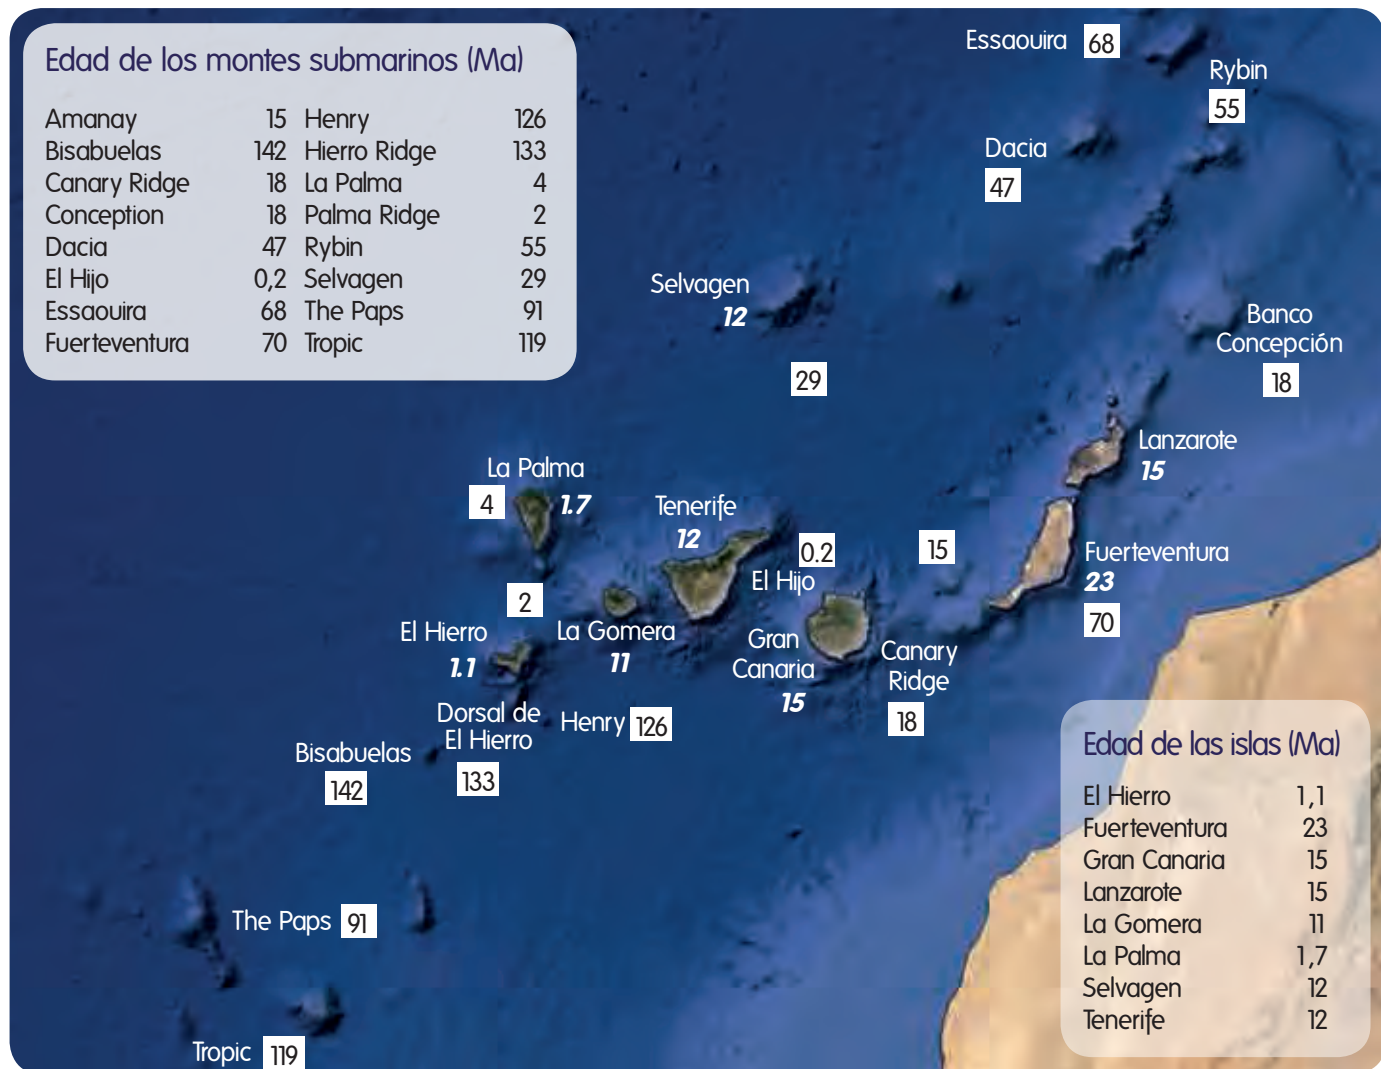 Edad de los montes submarinos (Ma)
Amanay 15 Henry 126
Bisabuelas 142 Hierro Ridge 133
Canary Ridge 18 La Palma 4
Conception 18 Palma Ridge 2
Dacia 47 Rybin 55
El Hijo 0,2 Selvagen 29
Essaouira 68 The Paps 91
Fuerteventura 70 Tropic 119
Essaouira 68
Rybin
55
Dacia
47
Selvagen
12
29
Banco
Concepción
18
Lanzarote
15
La Palma
4 1.7
Tenerife
12
0.2
El Hijo
15
Fuerteventura
23
70
2
El Hierro
1.1
La Gomera
11
Gran
Canaria
15
Canary
Ridge
18
Dorsal de
El Hierro
133
Henry 126
Bisabuelas
142
The Paps 91
Tropic 119
Edad de las islas (Ma)
El Hierro 1,1
Fuerteventura 23
Gran Canaria 15
Lanzarote 15
La Gomera 11
La Palma 1,7
Selvagen 12
Tenerife 12